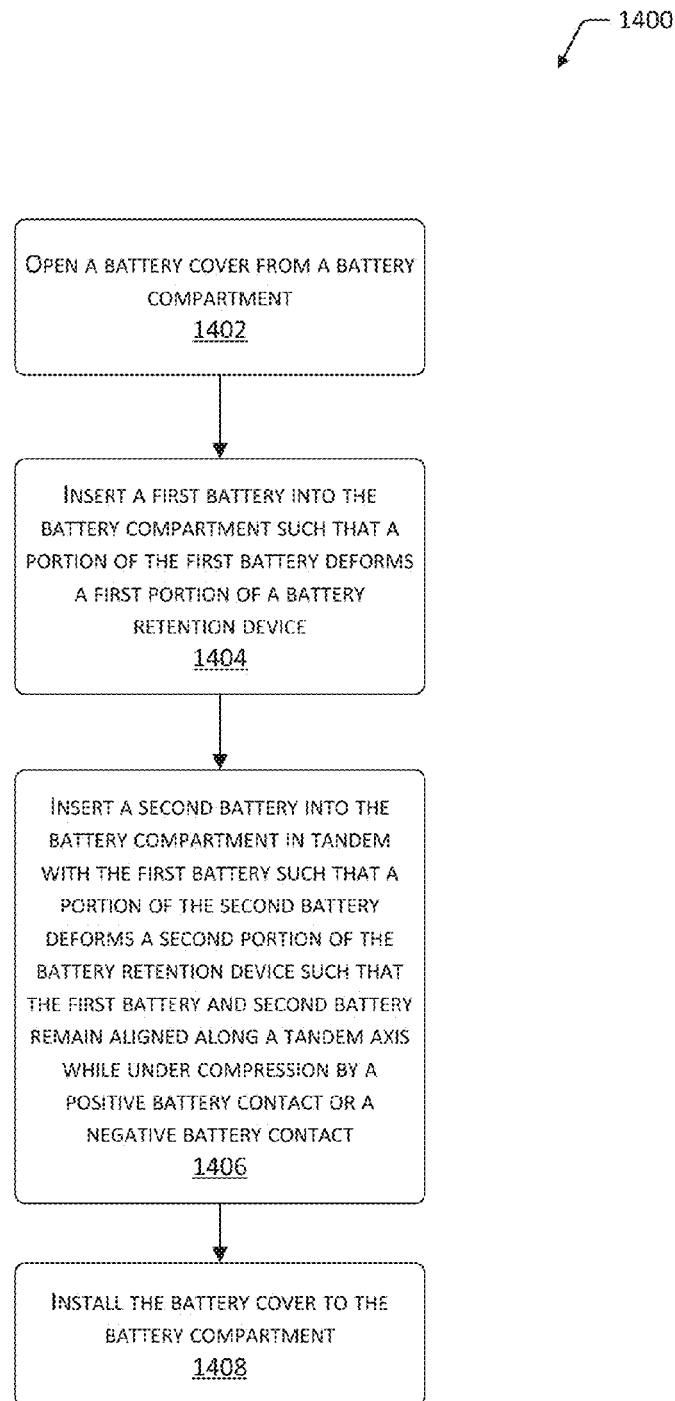 1400
OPEN A BATTERY COVER FROM A BATTERY
COMPARTMENT
1402
INSERT A FIRST BATTERY INTO THE
BATTERY COMPARTMENT SUCH THAT A
PORTION OF THE FIRST BATTERY DEFORMS
A FIRST PORTION OF A BATTERY
RETENTION DEVICE
1404
INSERT A SECOND BATTERY INTO THE
BATTERY COMPARTMENT IN TANDEM
WITH THE FIRST BATTERY SUCH THAT A
PORTION OF THE SECOND BATTERY
DEFORMS A SECOND PORTION OF THE
BATTERY RETENTION DEVICE SUCH THAT
THE FIRST BATTERY AND SECOND BATTERY
REMAIN ALIGNED ALONG A TANDEM AXIS
WHILE UNDER COMPRESSION BY A
POSITIVE BATTERY CONTACT OR A
NEGATIVE BATTERY CONTACT
1406
INSTALL THE BATTERY COVER TO THE
BATTERY COMPARTMENT
1408